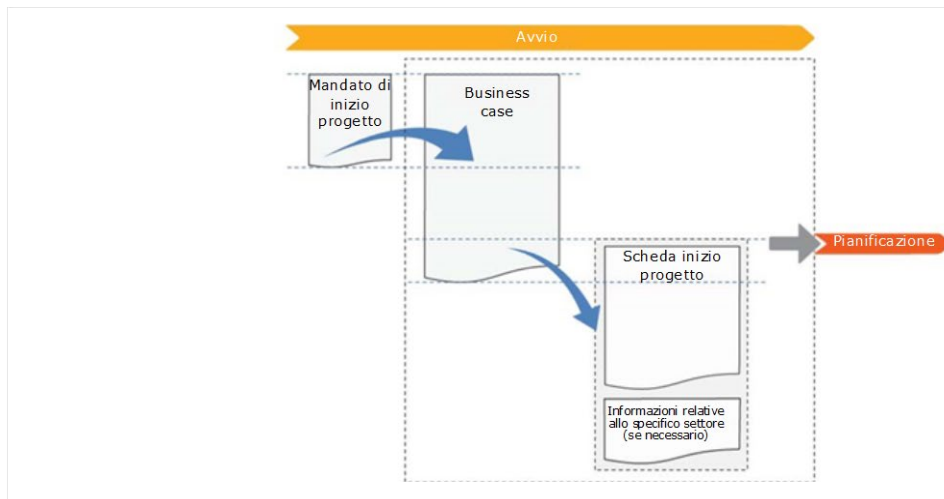 Avvio
Mandato di
inizio
progetto
Business
case
Pianificazione
Scheda inizio
progetto
Informazioni relative
allo specifico settore
(se necessario)